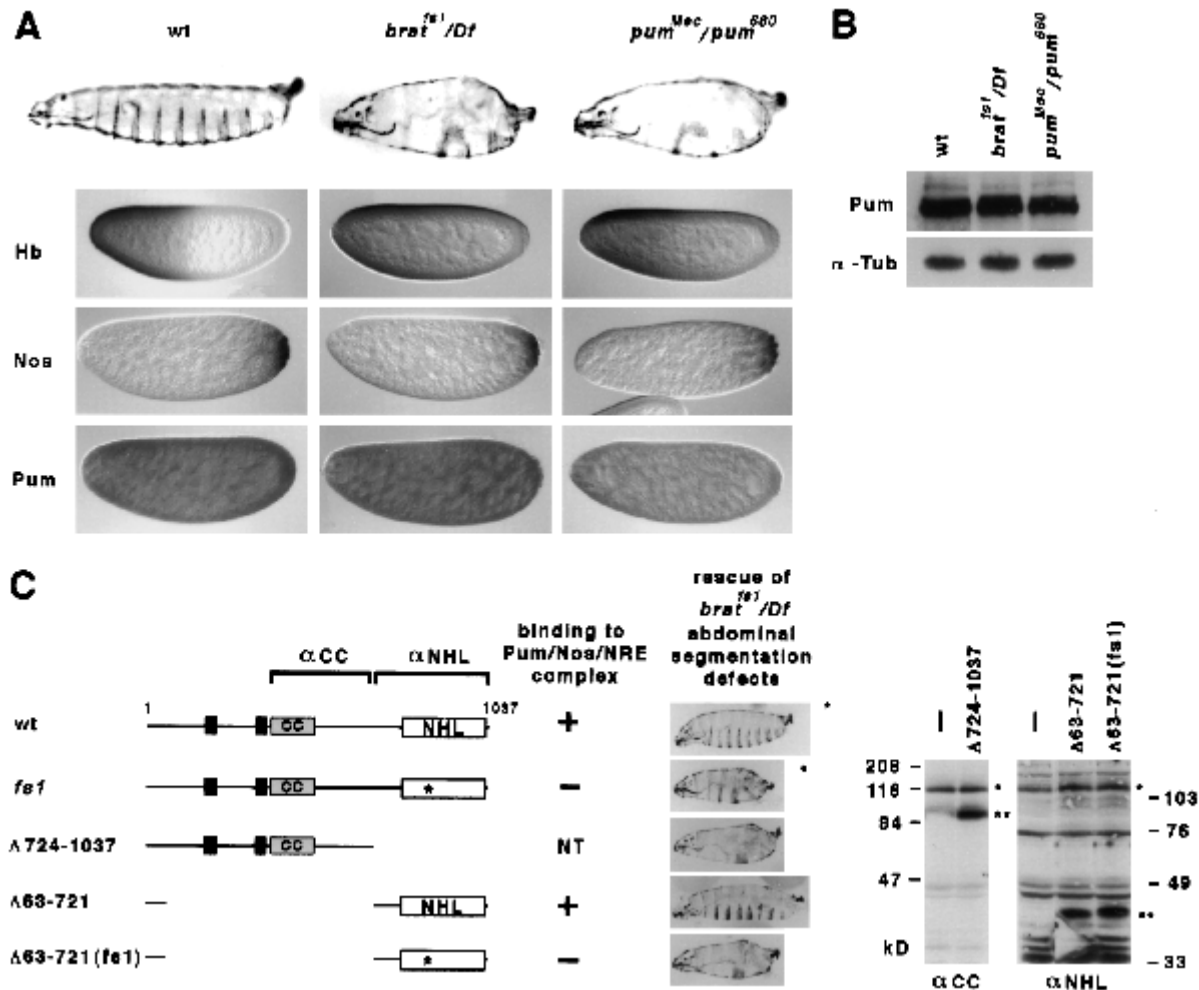 A
wt
brat fs1/Df
pum Mec/pum 680
Hb
Nos
Pum
B
wt
brat fs1/Df
pum Mec/pum 680
Pum
α -Tub
C
αCC
αNHL
binding to
Pum/Nos/NRE
complex
rescue of
brat fs1/Df
abdominal
segmentation
defects
1
1037
wt
CC
NHL
+
*
fs1
CC
*
–
*
Δ724-1037
CC
NT
Δ63-721
NHL
+
Δ63-721(fs1)
*
–
–
Δ724-1037
–
Δ63-721
Δ63-721(fs1)
208 –
116 –
84 –
47 –
kD
*
**
*
– 103
– 76
– 49
**
– 33
αCC
αNHL